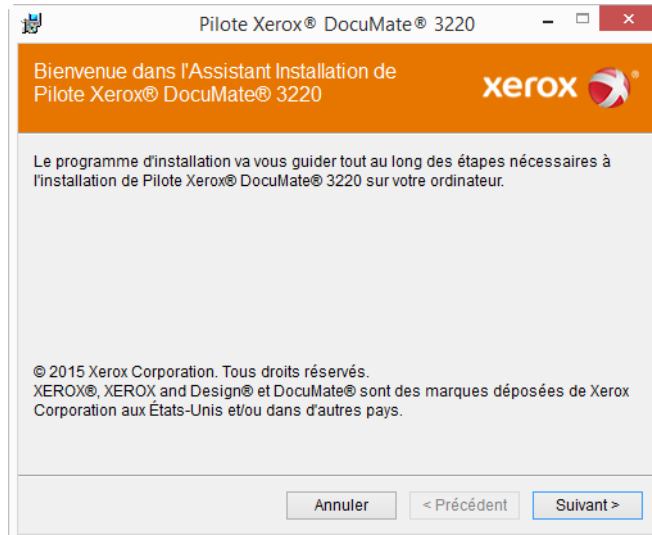 Pilote Xerox® DocuMate® 3220
Bienvenue dans l'Assistant Installation de
Pilote Xerox® DocuMate® 3220
xerox
Le programme d'installation va vous guider tout au long des étapes nécessaires à
l'installation de Pilote Xerox® DocuMate® 3220 sur votre ordinateur.
© 2015 Xerox Corporation. Tous droits réservés.
XEROX®, XEROX and Design® et DocuMate® sont des marques déposées de Xerox
Corporation aux États-Unis et/ou dans d'autres pays.
Annuler
< Précédent
Suivant >